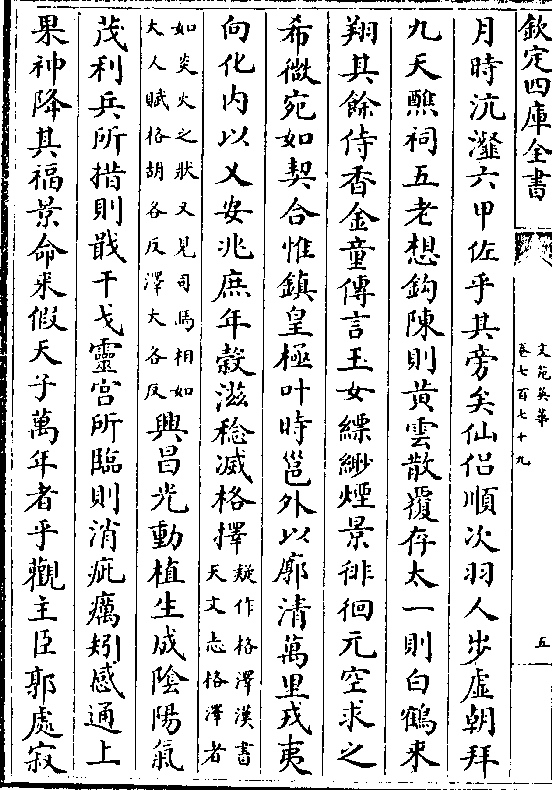 欽定四庫全書
文苑英華
卷七百七十九
五
月時沆瀣六甲佐乎其旁矣仙侣順次羽人步虛朝拜
九天醮祠五老想鈎陳則黄雲散覆存太一則白鶴來
翔其餘侍香金童傳言玉女縹緲煙景徘徊元空求之
希微宛如契合惟鎮皇極叶時邕外以廓清萬里戎夷
向化内以乂安兆庶年榖滋稔減格擇疑作格澤漢書
天文志格澤者
如炎火之狀又見司馬相如
大人賦格胡各反澤大各反興昌光動植生成陰陽氣
茂利兵所措則戢干戈靈宫所臨則消疵癘矧感通上
果神降其福景命来假天子萬年者乎觀主臣郭處寂